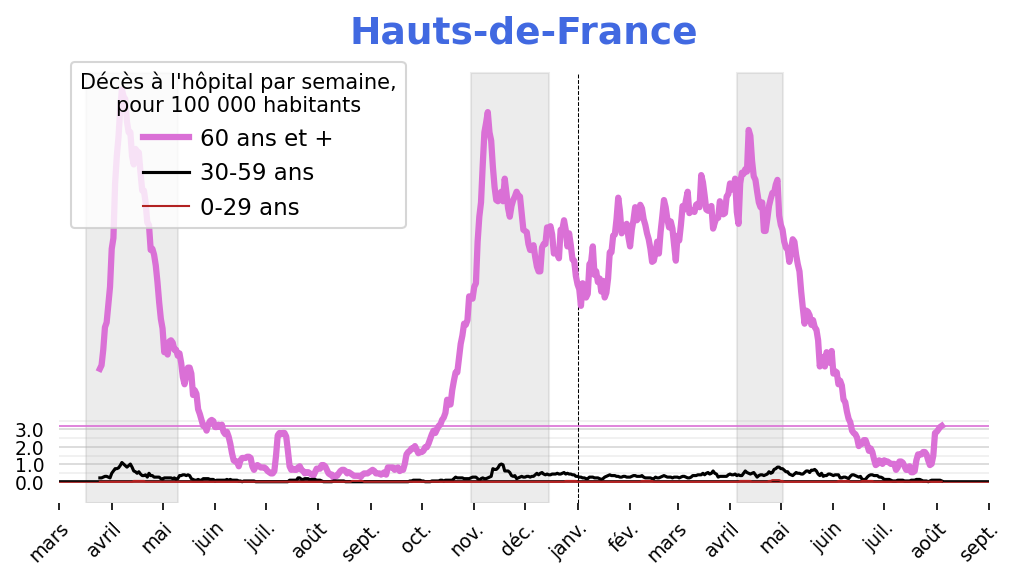 Hauts-de-France
Décès à l'hôpital par semaine,
pour 100 000 habitants
60 ans et +
30-59 ans
0-29 ans
3.0
2.0
1.0
0.0
mars avril mai juin juil. août sept. oct. nov. déc. janv. fév. mars avril mai juin juil. août sept.